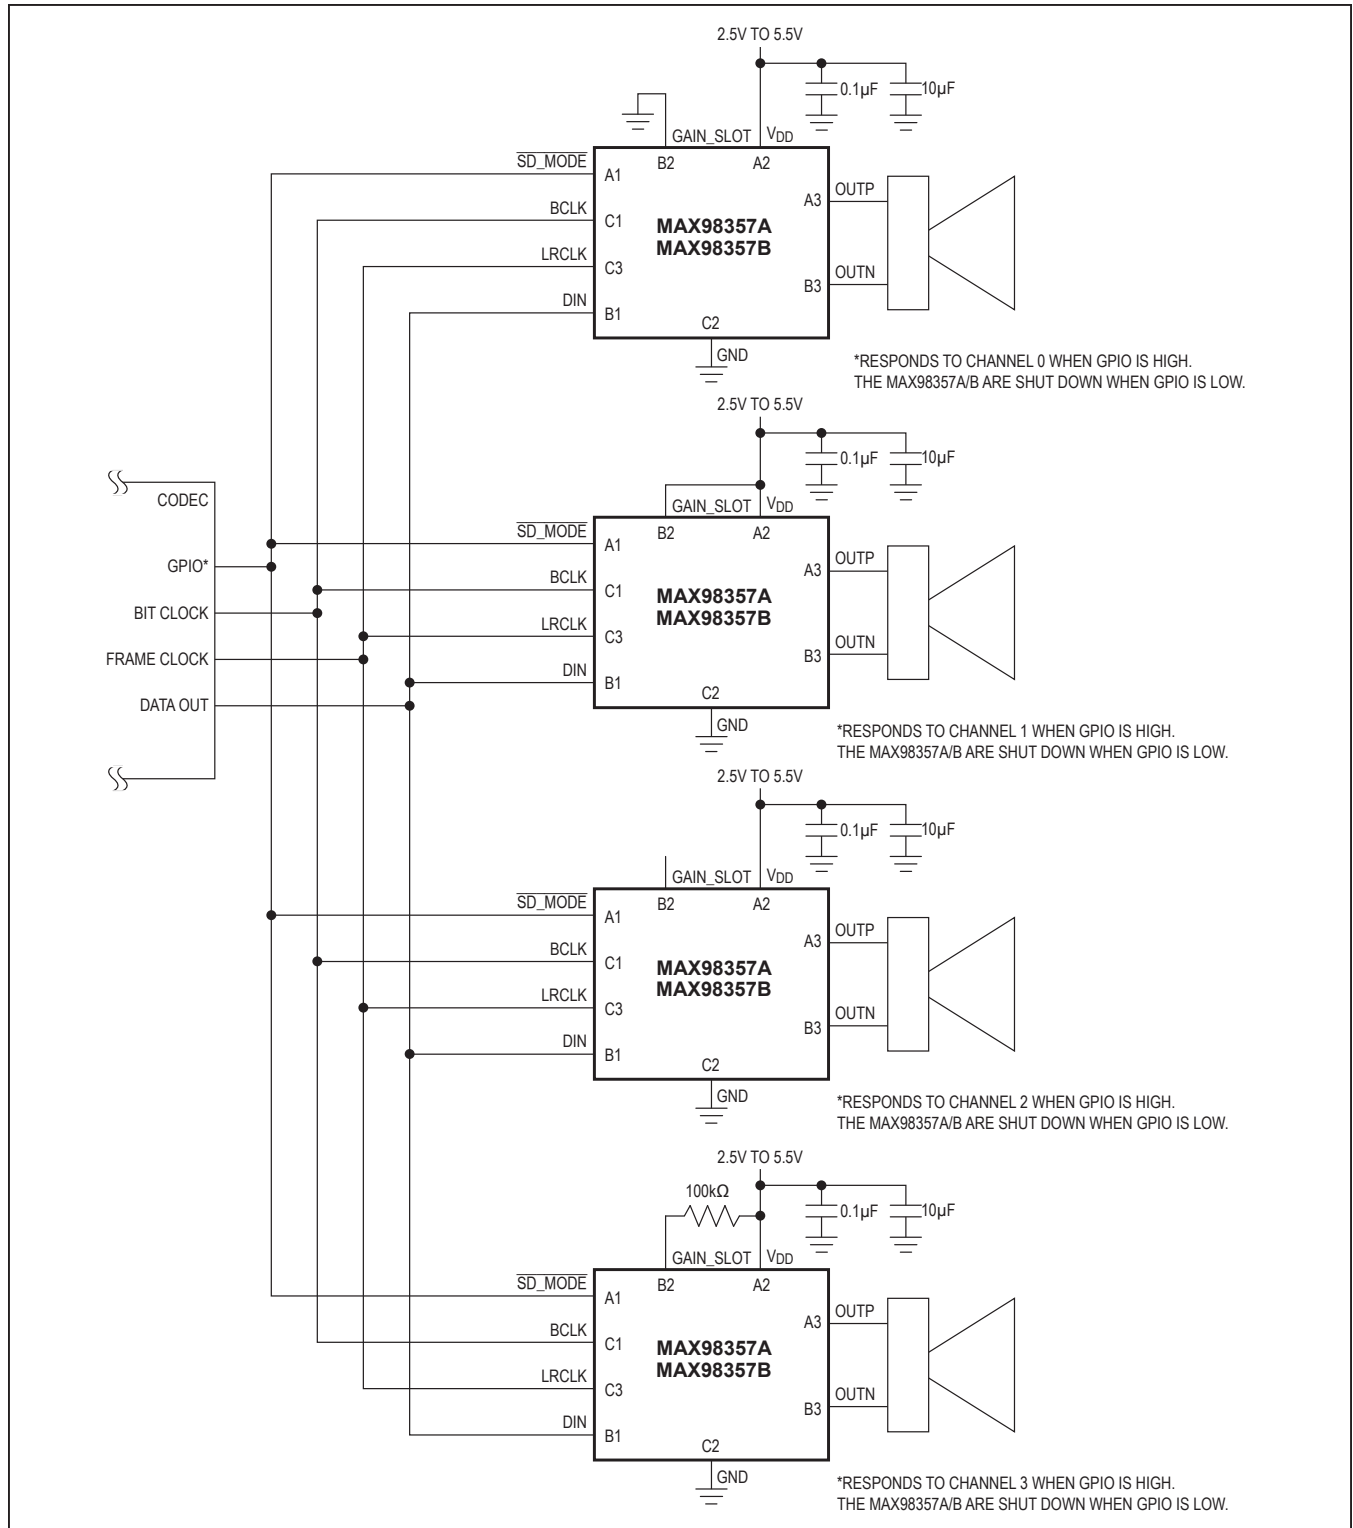 2.5V TO 5.5V
0.1µF
10µF
GAIN_SLOT
VDD
SD_MODE
B2
A2
A1
BCLK
C1
LRCLK
C3
DIN
B1
MAX98357A
MAX98357B
A3
OUTP
B3
OUTN
C2
GND
*RESPONDS TO CHANNEL 0 WHEN GPIO IS HIGH.
THE MAX98357A/B ARE SHUT DOWN WHEN GPIO IS LOW.
CODEC
GPIO*
BIT CLOCK
FRAME CLOCK
DATA OUT
2.5V TO 5.5V
0.1µF
10µF
GAIN_SLOT
VDD
SD_MODE
B2
A2
A1
BCLK
C1
LRCLK
C3
DIN
B1
MAX98357A
MAX98357B
A3
OUTP
B3
OUTN
C2
GND
*RESPONDS TO CHANNEL 1 WHEN GPIO IS HIGH.
THE MAX98357A/B ARE SHUT DOWN WHEN GPIO IS LOW.
2.5V TO 5.5V
0.1µF
10µF
GAIN_SLOT
VDD
SD_MODE
B2
A2
A1
BCLK
C1
LRCLK
C3
DIN
B1
MAX98357A
MAX98357B
A3
OUTP
B3
OUTN
C2
GND
*RESPONDS TO CHANNEL 2 WHEN GPIO IS HIGH.
THE MAX98357A/B ARE SHUT DOWN WHEN GPIO IS LOW.
2.5V TO 5.5V
100kΩ
0.1µF
10µF
GAIN_SLOT
VDD
SD_MODE
B2
A2
A1
BCLK
C1
LRCLK
C3
DIN
B1
MAX98357A
MAX98357B
A3
OUTP
B3
OUTN
C2
GND
*RESPONDS TO CHANNEL 3 WHEN GPIO IS HIGH.
THE MAX98357A/B ARE SHUT DOWN WHEN GPIO IS LOW.